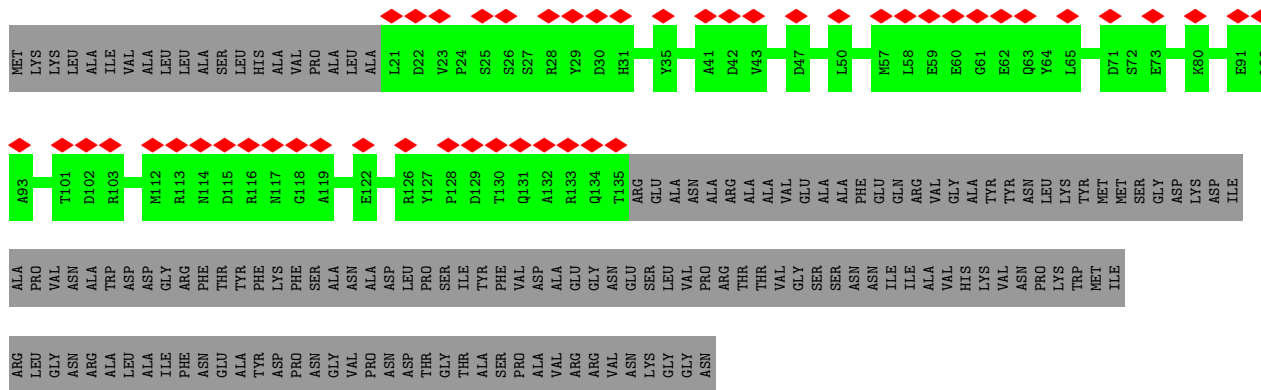 MET LYS LYS LEU ALA ILE VAL ALA LEU LEU ALA SER LEU HIS ALA VAL PRO ALA LEU ALA L21 D22 V23 P24 S25 S26 S27 R28 Y29 D30 H31 Y35 A41 D42 V43 D47 L50 M57 L58 E59 E60 G61 E62 Q63 Y64 L65 D71 S72 E73 K80 E91
A93 T101 D102 R103 M112 R113 N114 D115 R116 N117 G118 A119 E122 R126 Y127 P128 D129 T130 Q131 A132 R133 Q134 T135 ARG GLU ALA ASN ALA ARG ALA ALA VAL GLU ALA ALA PHE GLU GLN ARG VAL GLY ALA TYR TYR ASN LEU LYS TYR MET MET SER GLY ASP LYS ASP ILE
ALA PRO VAL ASN ALA TRP ASP ASP GLY ARG PHE THR TYR PHE LYS PHE SER ALA ASN ALA ASP LEU PRO SER ILE TYR PHE VAL ASP ALA GLU GLY ASN GLU SER LEU VAL PRO ARG THR THR VAL GLY SER SER ASN ASN ILE ILE ALA VAL HIS LYS VAL ASN PRO LYS TRP MET ILE
ARG LEU GLY ASN ARG ALA LEU ALA ILE PHE ASN GLU ALA TYR ASP PRO ASN GLY VAL PRO ASN ASP THR GLY THR ALA SER PRO ALA VAL ARG ARG VAL ASN LYS GLY GLY ASN